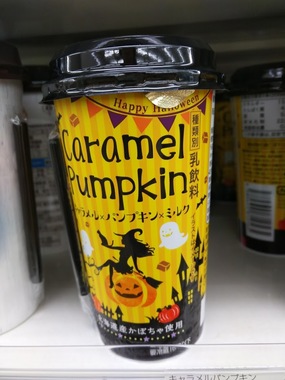 Happy Halloween
Caramel
Pumpkin
種類別 乳飲料
キャラメル×パンプキン×ミルク
北海道産かぼちゃ使用
キャラメルパンプキン